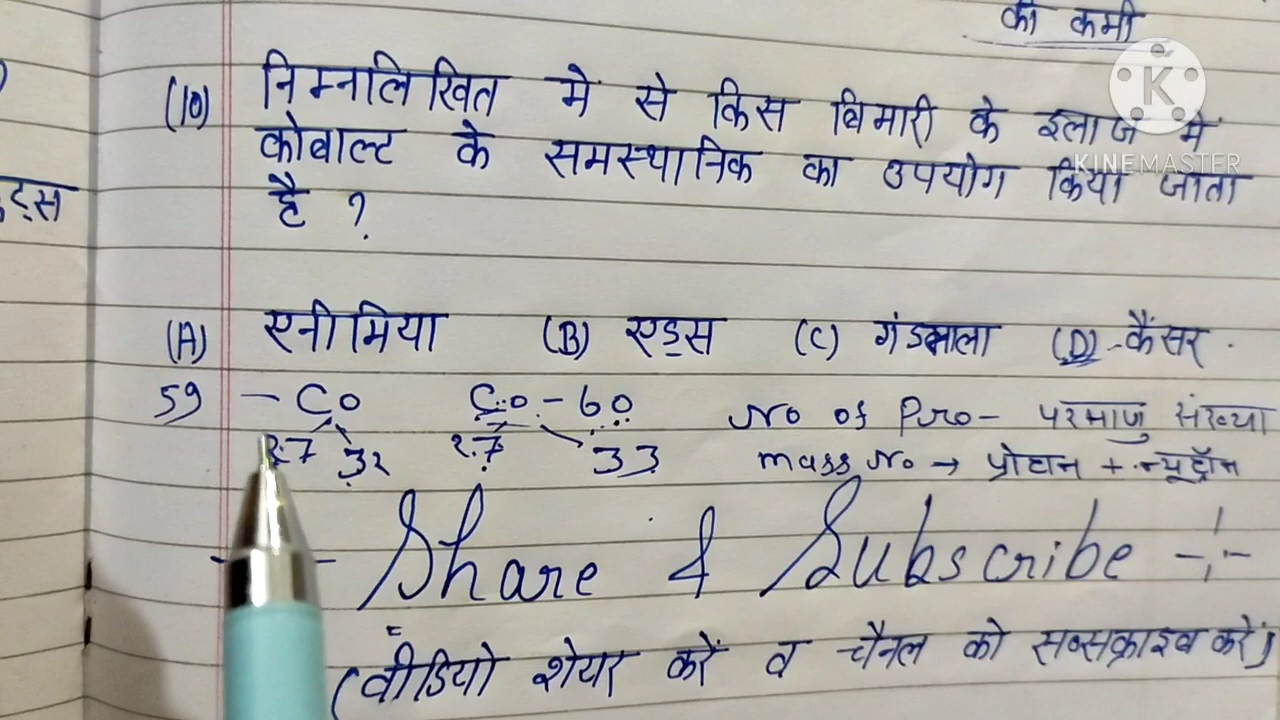 की कमी
K
KINEMASTER
(10) निम्नलिखित में से किस बिमारी के इलाज में
कोबाल्ट के समस्थानिक का उपयोग किया जाता
है ?
(A) एनीमिया (B) एड्स (C) गंडमाला (D) कैंसर
59 - Co Co - 60 No of Pro - परमाणु संख्या
27 32 27 33 mass No → प्रोटान + न्यूट्रॉन
Share & Subscribe
(वीडियो शेयर करें व चैनल को सब्सक्राइब करें)